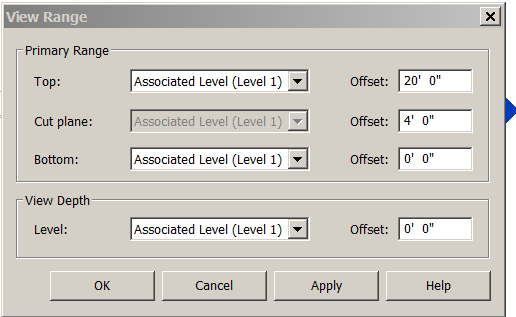 View Range
Primary Range
Top: Associated Level (Level 1) Offset: 20'  0"
Cut plane: Associated Level (Level 1) Offset: 4'  0"
Bottom: Associated Level (Level 1) Offset: 0'  0"
View Depth
Level: Associated Level (Level 1) Offset: 0'  0"
OK Cancel Apply Help